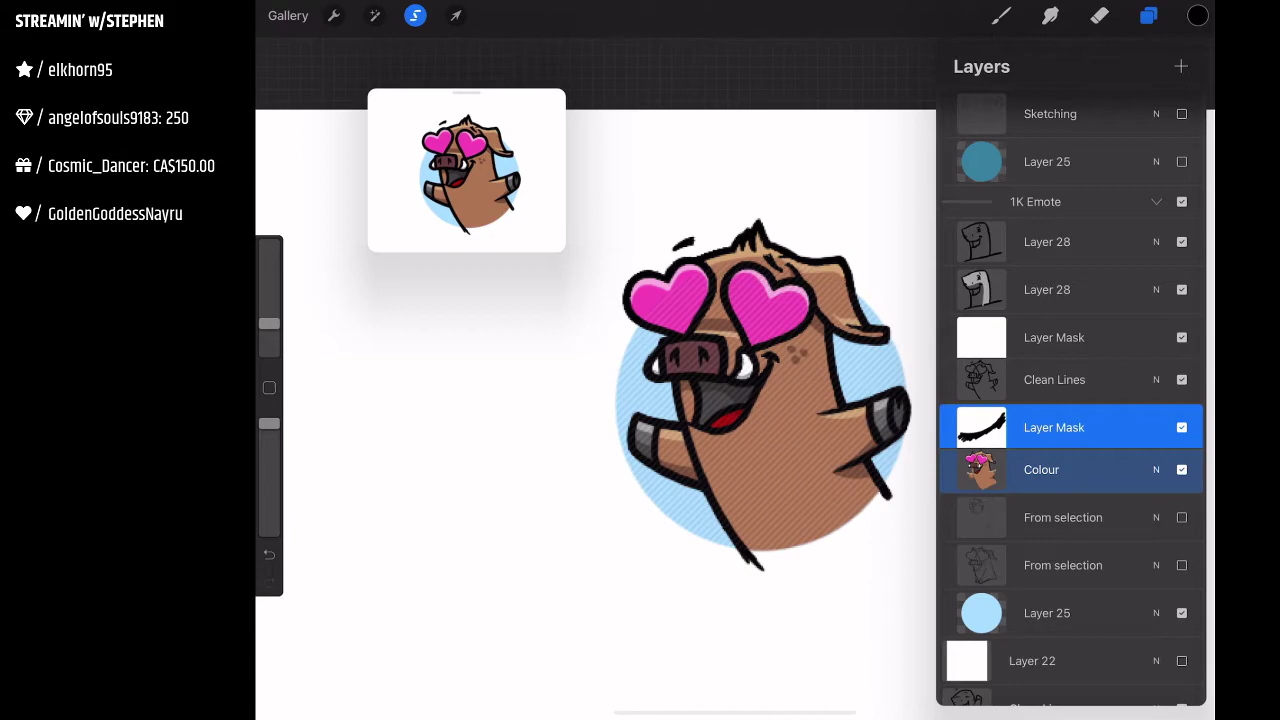 STREAMIN' w/STEPHEN
/ elkhorn95
/ angelofsouls9183: 250
/ Cosmic_Dancer: CA$150.00
/ GoldenGoddessNayru
Gallery
Layers
Sketching N
Layer 25 N
1K Emote
Layer 28 N
Layer 28 N
Layer Mask
Clean Lines N
Layer Mask
Colour N
From selection N
From selection N
Layer 25 N
Layer 22 N